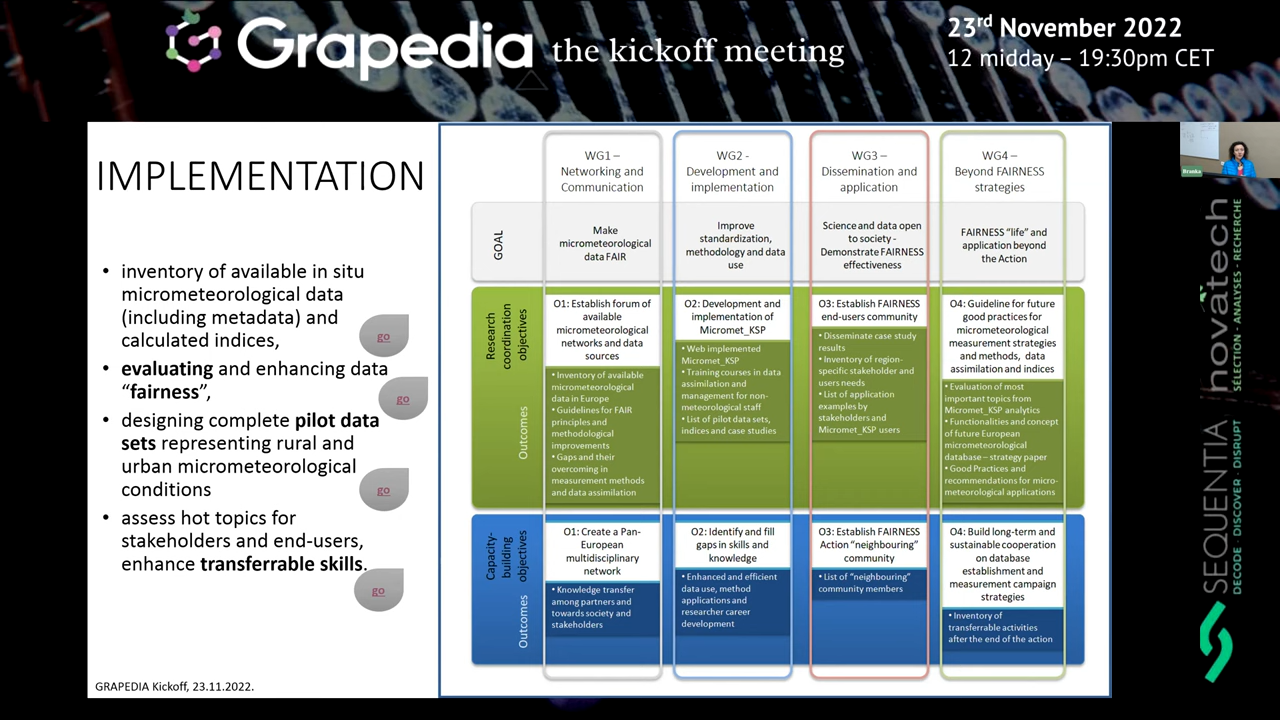 Grapedia the kickoff meeting
23rd November 2022
12 midday – 19:30pm CET
IMPLEMENTATION
• inventory of available in situ
micrometeorological data
(including metadata) and
calculated indices,
go
• evaluating and enhancing data
“fairness”,
go
• designing complete pilot data
sets representing rural and
urban micrometeorological
conditions
go
• assess hot topics for
stakeholders and end-users,
enhance transferrable skills.
go
GRAPEDIA Kickoff, 23.11.2022.
WG1 –
Networking and
Communication
WG2 -
Development and
implementation
WG3 –
Dissemination and
application
WG4 –
Beyond FAIRNESS
strategies
GOAL
Make
micrometeorological
data FAIR
Improve
standardization,
methodology and data
use
Science and data open
to society -
Demonstrate FAIRNESS
effectiveness
FAIRNESS “life” and
application beyond
the Action
Research
coordination
objectives
Outcomes
O1: Establish forum of
available
micrometeorological
networks and data
sources
• Inventory of available
micrometeorological
data in Europe
• Guidelines for FAIR
principles and
methodological
improvements
• Gaps and their
overcoming in
measurement methods
and data assimilation
O2: Development and
implementation of
Micromet_KSP
• Web implemented
Micromet_KSP
• Training courses in data
assimilation and
management for non-
meteorological staff
• List of pilot data sets,
indices and case studies
O3: Establish FAIRNESS
end-users community
• Disseminate case study
results
• Inventory of region-
specific stakeholder and
users needs
• List of application
examples by
stakeholders and
Micromet_KSP users
O4: Guideline for future
good practices for
micrometeorological
measurement strategies
and methods, data
assimilation and indices
• Evaluation of most
important topics from
Micromet_KSP analytics
• Functionalities and concept
of future European
micrometeorological
database – strategy paper
• Good Practices and
recommendations for micro-
meteorological applications
Capacity-
building
objectives
Outcomes
O1: Create a Pan-
European
multidisciplinary
network
• Knowledge transfer
among partners and
towards society and
stakeholders
O2: Identify and fill
gaps in skills and
knowledge
• Enhanced and efficient
data use, method
applications and
researcher career
development
O3: Establish FAIRNESS
Action “neighbouring”
community
• List of “neighbouring”
community members
O4: Build long-term and
sustainable cooperation
on database
establishment and
measurement campaign
strategies
• Inventory of
transferrable activities
after the end of the action
Branka
novatech
SÉLECTION - ANALYSES - RECHERCHE
SEQUENTIA
DECODE · DISCOVER · DISRUPT